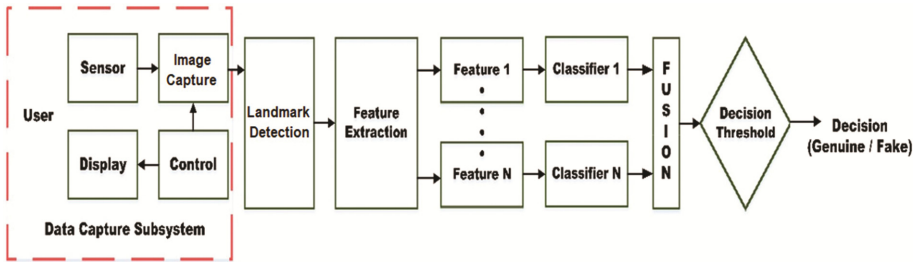 Sensor
Image
Capture
User
Display
Control
Data Capture Subsystem
Landmark
Detection
Feature
Extraction
Feature 1
Classifier 1
Feature N
Classifier N
FUSION
Decision
Threshold
Decision
(Genuine / Fake)